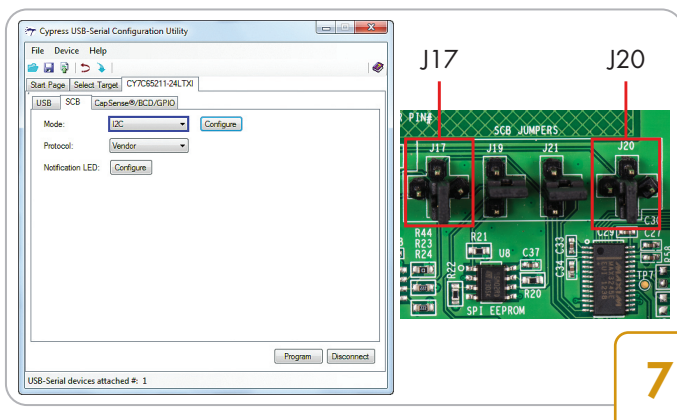 Cypress USB-Serial Configuration Utility
File Device Help
Start Page Select Target CY7C65211-24LTXI
USB SCB CapSense®/BCD/GPIO
Mode: I2C Configure
Protocol: Vendor
Notification LED: Configure
Program Disconnect
USB-Serial devices attached #: 1
J17 J20
R PIN#
SCB JUMPERS
J17 J19 J21 J20
R44
R23
R24
R21
U8
C37
R22
R20
C34 C33
C29
C27
TP7
SPI EEPROM
7